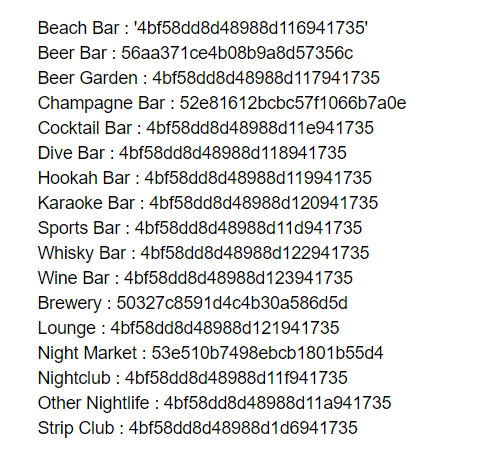 Beach Bar : '4bf58dd8d48988d116941735'
Beer Bar : 56aa371ce4b08b9a8d57356c
Beer Garden : 4bf58dd8d48988d117941735
Champagne Bar : 52e81612bcbc57f1066b7a0e
Cocktail Bar : 4bf58dd8d48988d11e941735
Dive Bar : 4bf58dd8d48988d118941735
Hookah Bar : 4bf58dd8d48988d119941735
Karaoke Bar : 4bf58dd8d48988d120941735
Sports Bar : 4bf58dd8d48988d11d941735
Whisky Bar : 4bf58dd8d48988d122941735
Wine Bar : 4bf58dd8d48988d123941735
Brewery : 50327c8591d4c4b30a586d5d
Lounge : 4bf58dd8d48988d121941735
Night Market : 53e510b7498ebcb1801b55d4
Nightclub : 4bf58dd8d48988d11f941735
Other Nightlife : 4bf58dd8d48988d11a941735
Strip Club : 4bf58dd8d48988d1d6941735